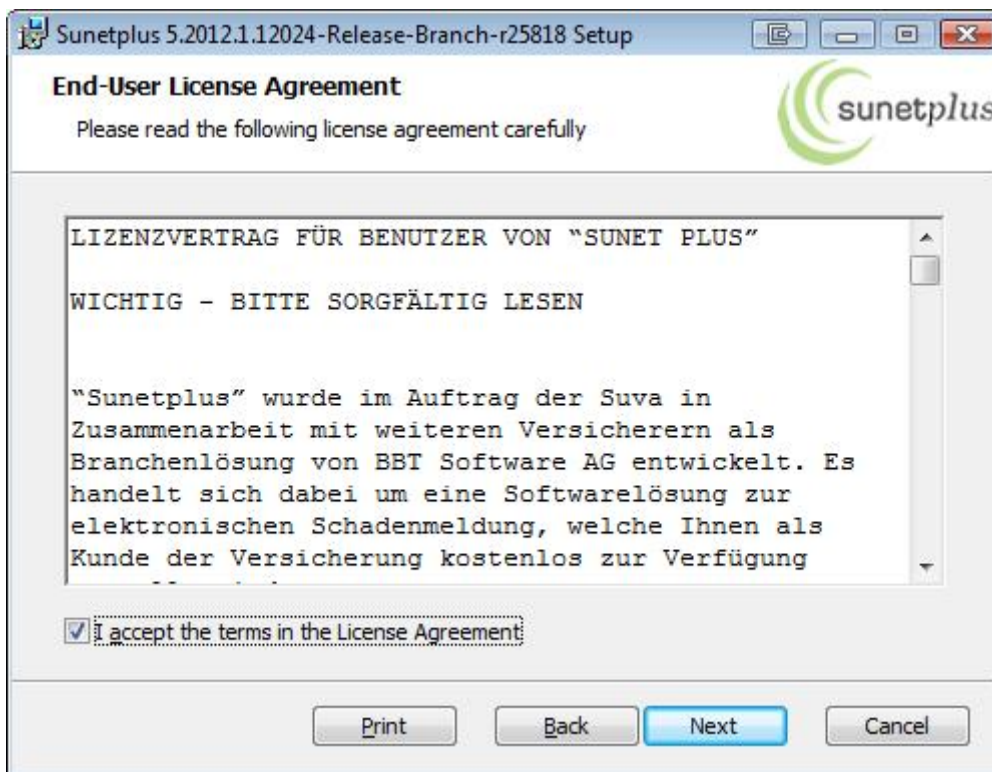 Sunetplus 5.2012.1.12024-Release-Branch-r25818 Setup
End-User License Agreement
Please read the following license agreement carefully
sunetplus
LIZENZVERTRAG FÜR BENUTZER VON “SUNET PLUS”
WICHTIG – BITTE SORGFÄLTIG LESEN
“Sunetplus” wurde im Auftrag der Suva in
Zusammenarbeit mit weiteren Versicherern als
Branchenlösung von BBT Software AG entwickelt. Es
handelt sich dabei um eine Softwarelösung zur
elektronischen Schadenmeldung, welche Ihnen als
Kunde der Versicherung kostenlos zur Verfügung
I accept the terms in the License Agreement
Print Back Next Cancel